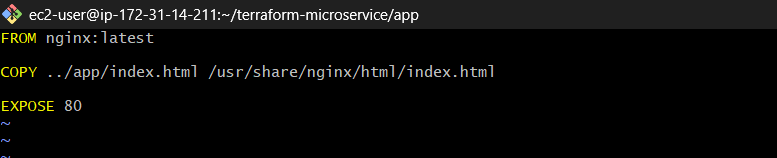 ec2-user@ip-172-31-14-211:~/terraform-microservice/app
FROM nginx:latest
COPY ../app/index.html /usr/share/nginx/html/index.html
EXPOSE 80
~
~
~